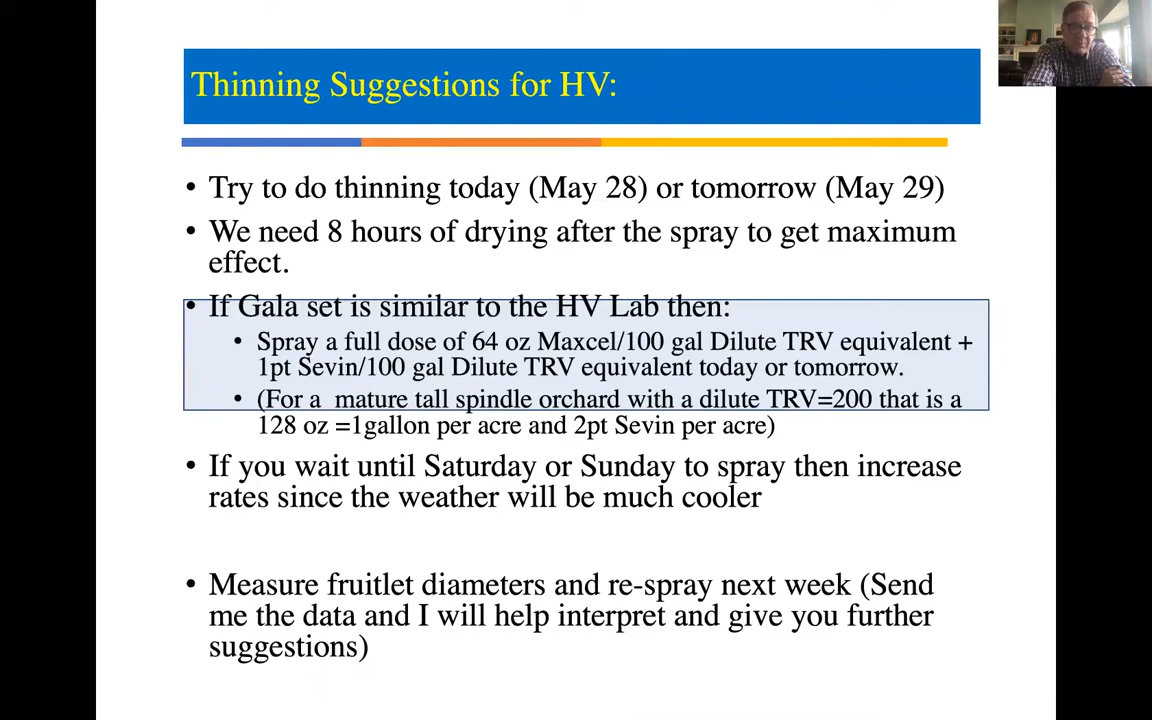 Thinning Suggestions for HV:
• Try to do thinning today (May 28) or tomorrow (May 29)
• We need 8 hours of drying after the spray to get maximum
effect.
• If Gala set is similar to the HV Lab then:
• Spray a full dose of 64 oz Maxcel/100 gal Dilute TRV equivalent +
1pt Sevin/100 gal Dilute TRV equivalent today or tomorrow.
• (For a  mature tall spindle orchard with a dilute TRV=200 that is a
128 oz =1gallon per acre and 2pt Sevin per acre)
• If you wait until Saturday or Sunday to spray then increase
rates since the weather will be much cooler
• Measure fruitlet diameters and re-spray next week (Send
me the data and I will help interpret and give you further
suggestions)